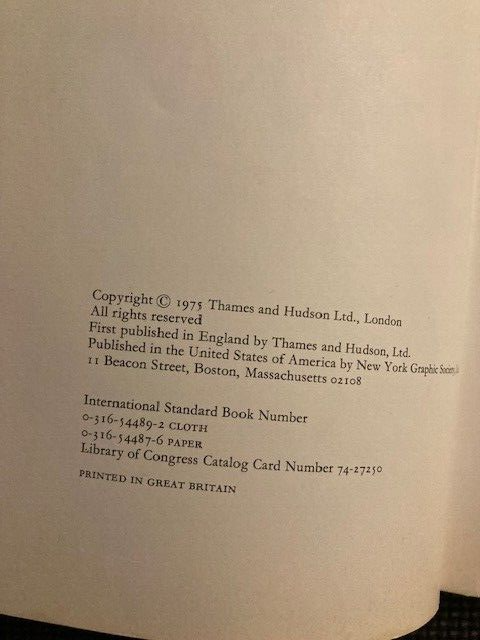 Copyright © 1975 Thames and Hudson Ltd., London
All rights reserved
First published in England by Thames and Hudson, Ltd.
Published in the United States of America by New York Graphic Society
11 Beacon Street, Boston, Massachusetts 02108
International Standard Book Number
0-316-54489-2 CLOTH
0-316-54487-6 PAPER
Library of Congress Catalog Card Number 74-27250
PRINTED IN GREAT BRITAIN